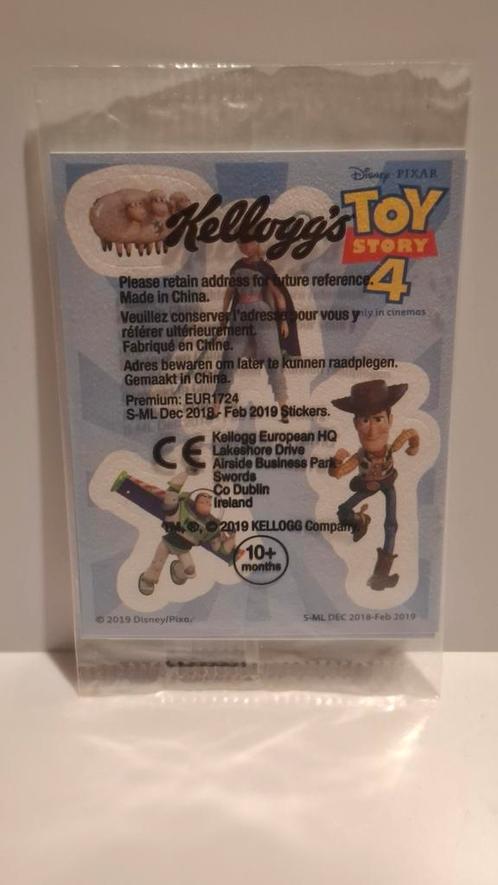 Disney PIXAR
Kellogg's
TOY
STORY
4
Please retain address for future reference.
Made in China.
only in cinemas
Veuillez conserver l'adresse pour vous y
référer ultérieurement.
Fabriqué en Chine.
Adres bewaren om later te kunnen raadplegen.
Gemaakt in China.
Premium: EUR1724
S-ML Dec 2018 - Feb 2019 Stickers.
CE
Kellogg European HQ
Lakeshore Drive
Airside Business Park
Swords
Co Dublin
Ireland
TM, ®, © 2019 KELLOGG Company.
10+
months
© 2019 Disney/Pixar
S-ML DEC 2018-Feb 2019